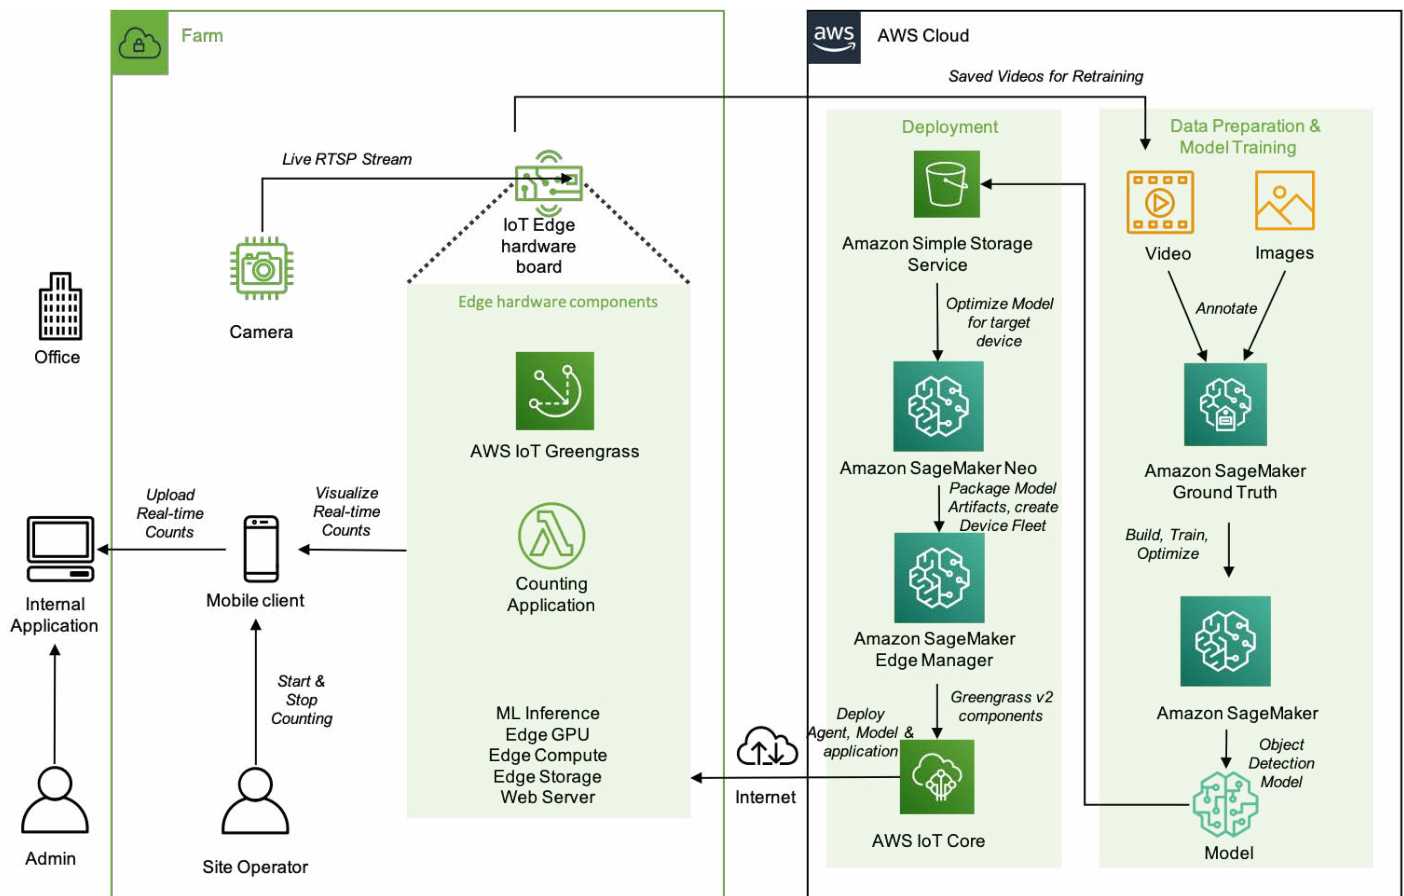 Farm
aws
AWS Cloud
Saved Videos for Retraining
Live RTSP Stream
IoT Edge
hardware
board
Camera
Office
Edge hardware components
AWS IoT Greengrass
Counting
Application
ML Inference
Edge GPU
Edge Compute
Edge Storage
Web Server
Upload
Real-time
Counts
Visualize
Real-time
Counts
Internal
Application
Mobile client
Start &
Stop
Counting
Admin
Site Operator
Internet
Deployment
Amazon Simple Storage
Service
Optimize Model
for target
device
Amazon SageMaker Neo
Package Model
Artifacts, create
Device Fleet
Amazon SageMaker
Edge Manager
Greengrass v2
components
Deploy
Agent, Model &
application
AWS IoT Core
Data Preparation &
Model Training
Video
Images
Annotate
Amazon SageMaker
Ground Truth
Build, Train,
Optimize
Amazon SageMaker
Object
Detection
Model
Model